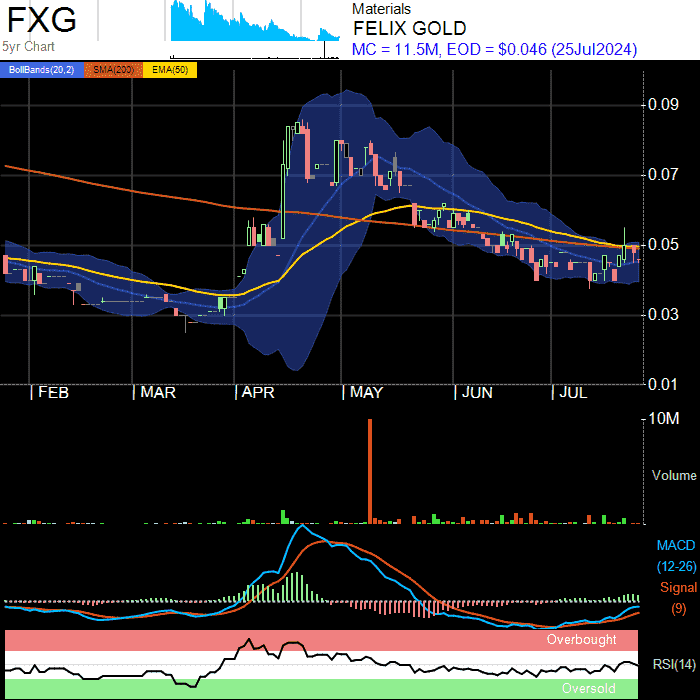 FXG
5yr Chart
Materials
FELIX GOLD
MC = 11.5M, EOD = $0.046 (25Jul2024)
BollBands(20,2) SMA(200) EMA(50)
0.09
0.07
0.05
0.03
0.01
FEB MAR APR MAY JUN JUL
10M
Volume
MACD
(12-26)
Signal
(9)
Overbought
RSI(14)
Oversold